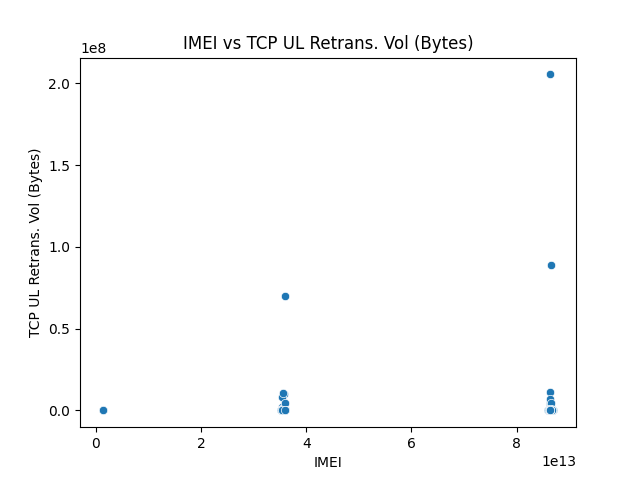 IMEI vs TCP UL Retrans. Vol (Bytes)
1e8
2.0
1.5
1.0
0.5
0.0
TCP UL Retrans. Vol (Bytes)
0 2 4 6 8
1e13
IMEI